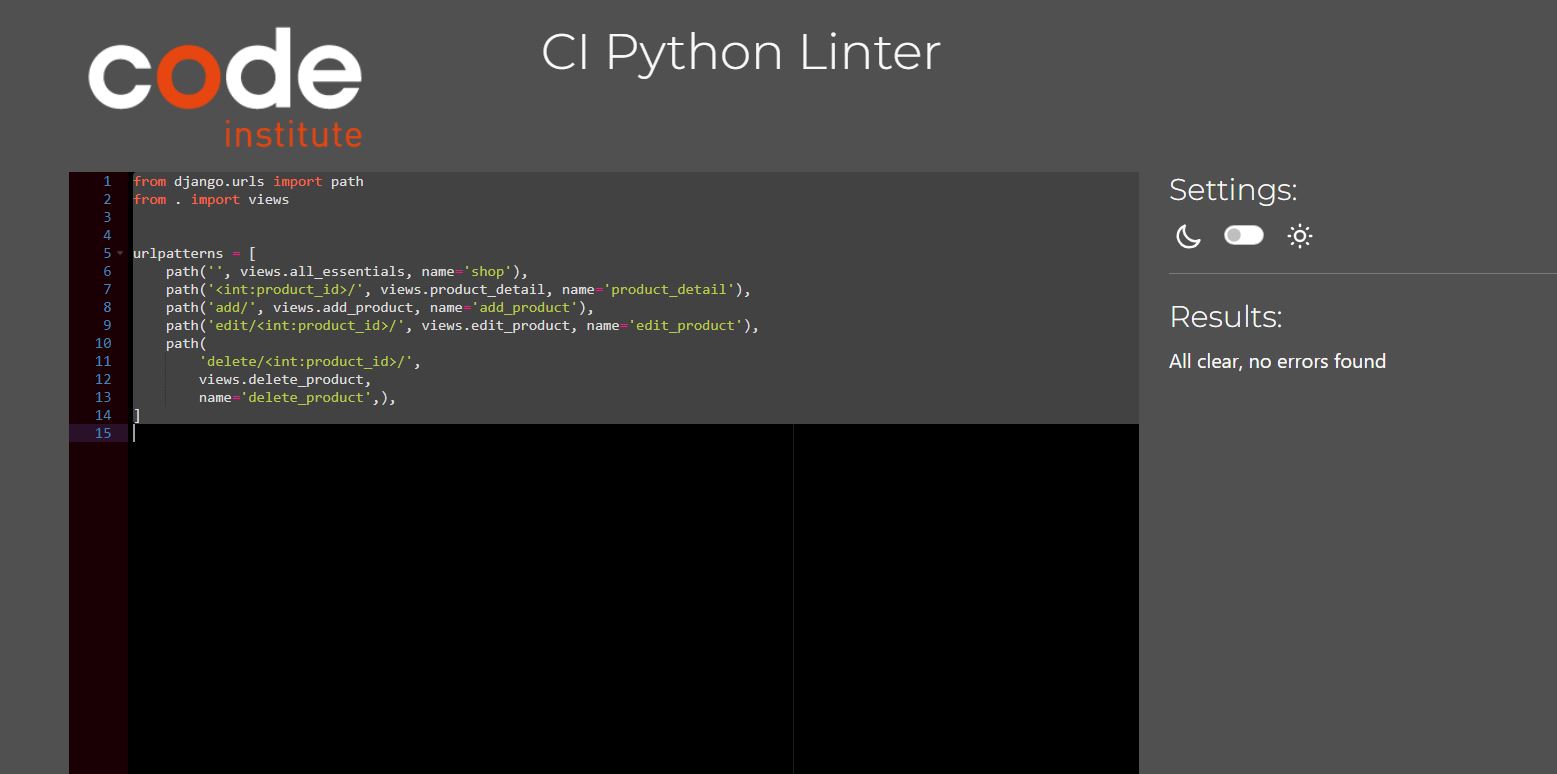 code
institute
CI Python Linter
1 from django.urls import path
2 from . import views
3
4
5 urlpatterns = [
6     path('', views.all_essentials, name='shop'),
7     path('<int:product_id>/', views.product_detail, name='product_detail'),
8     path('add/', views.add_product, name='add_product'),
9     path('edit/<int:product_id>/', views.edit_product, name='edit_product'),
10     path(
11         'delete/<int:product_id>/',
12         views.delete_product,
13         name='delete_product',),
14 ]
15
Settings:
Results:
All clear, no errors found